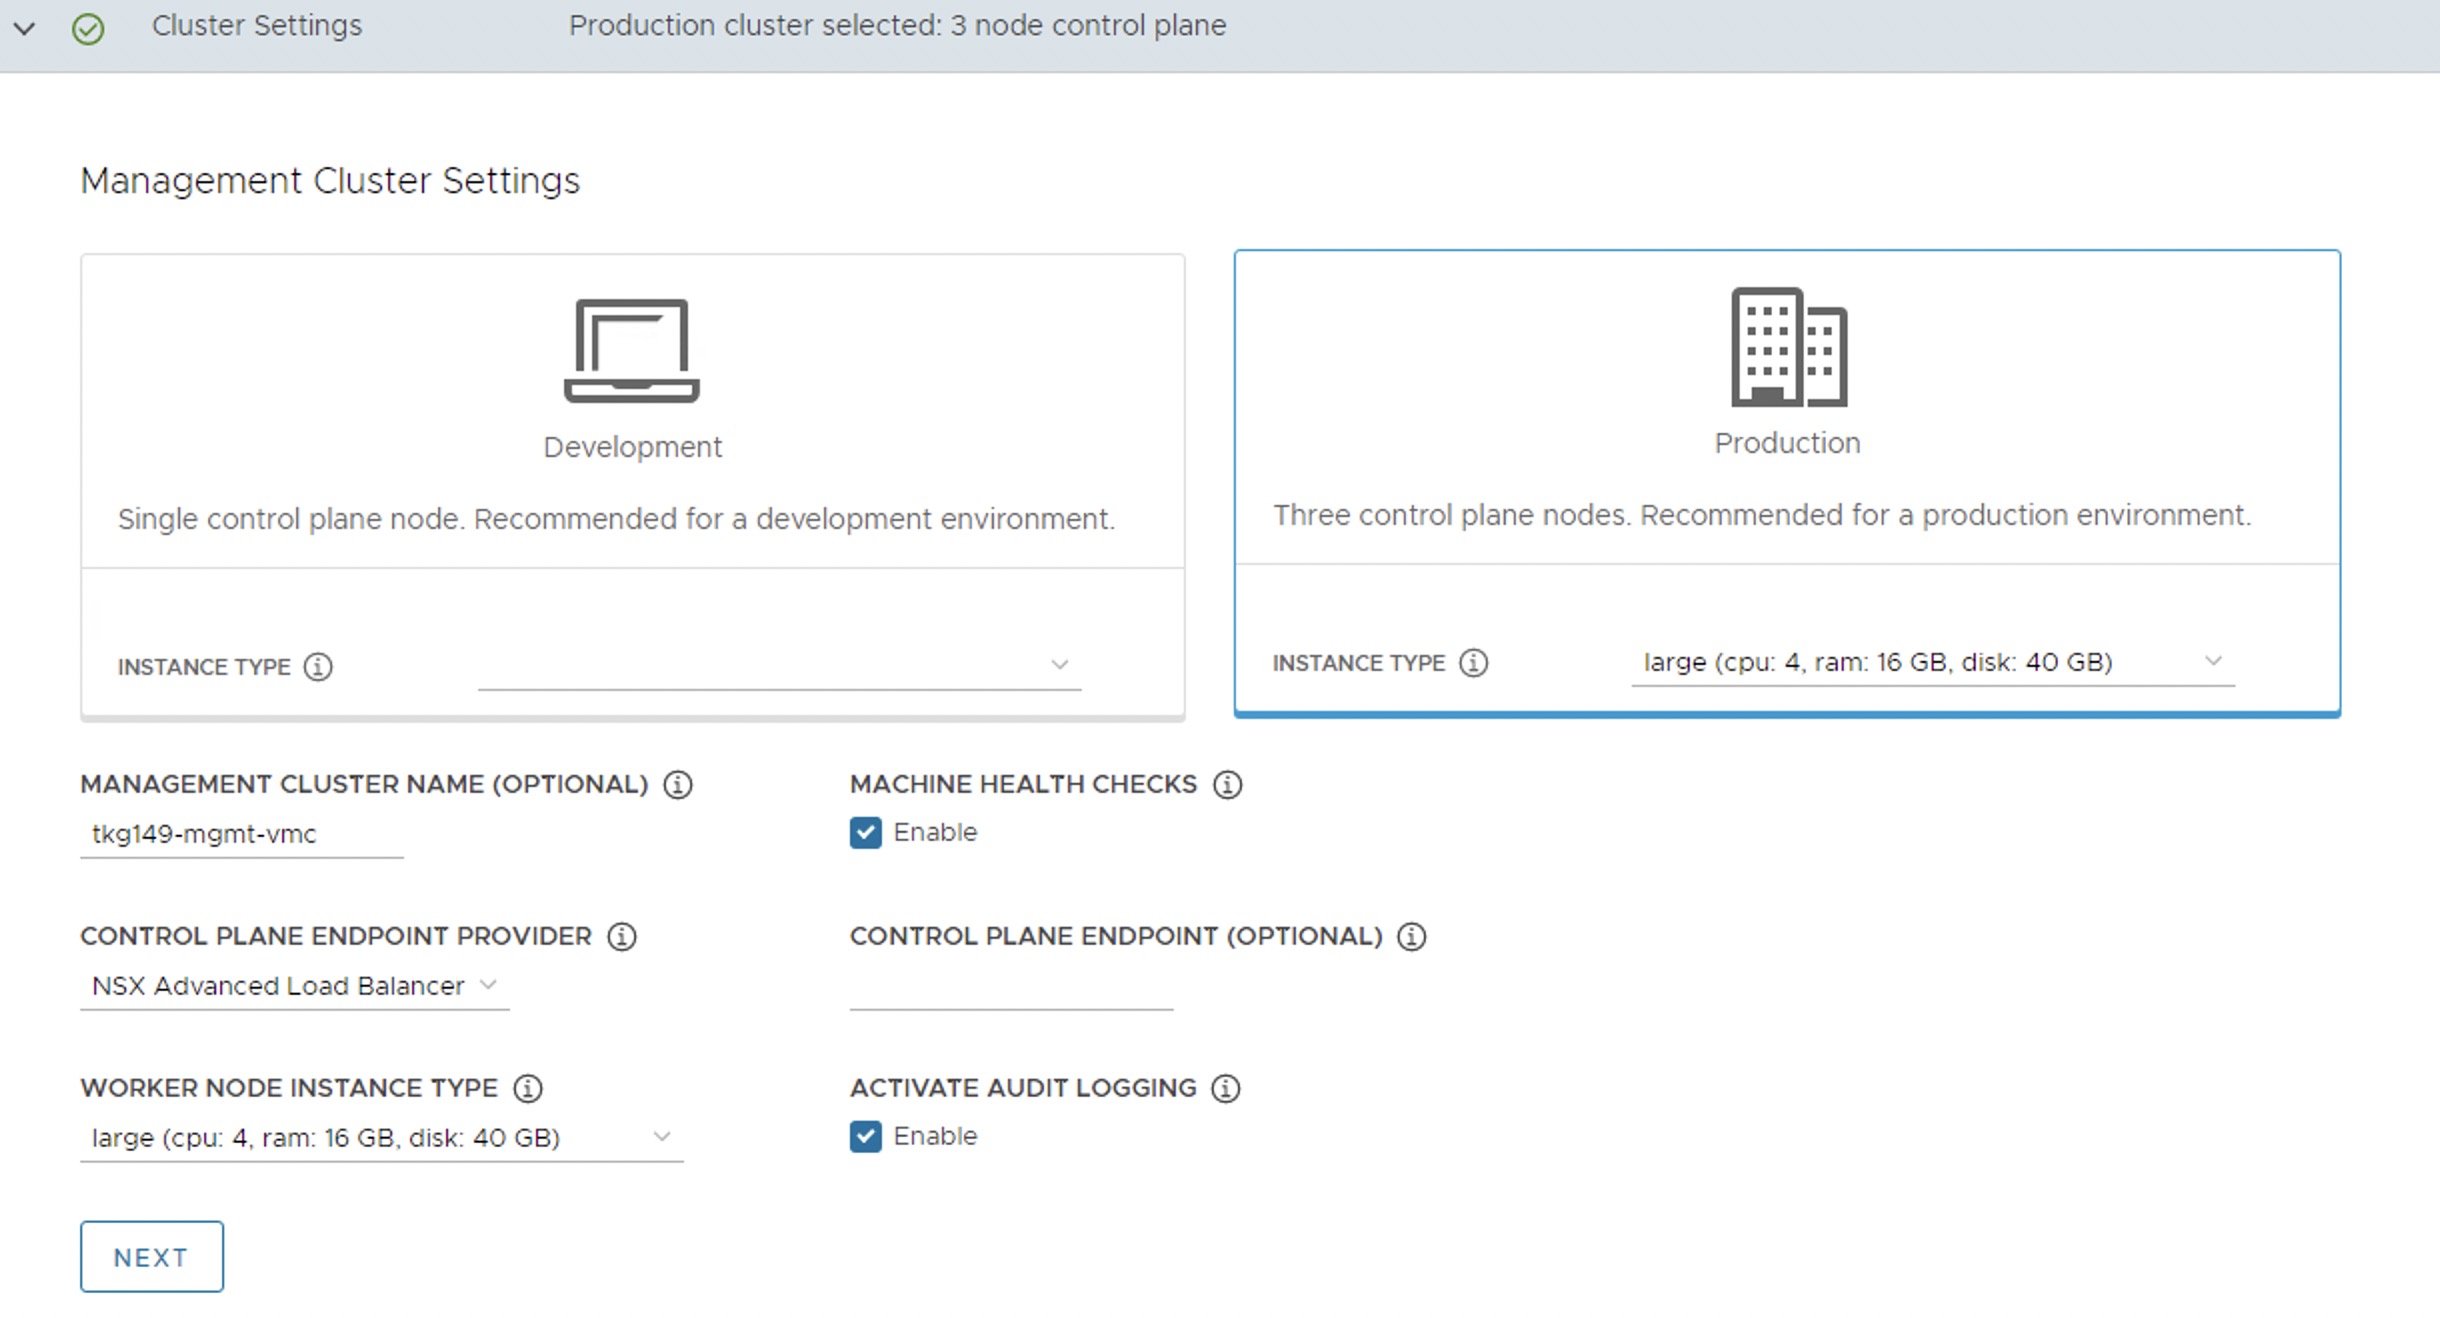 Cluster Settings
Production cluster selected: 3 node control plane
Management Cluster Settings
Development
Single control plane node. Recommended for a development environment.
INSTANCE TYPE
Production
Three control plane nodes. Recommended for a production environment.
INSTANCE TYPE
large (cpu: 4, ram: 16 GB, disk: 40 GB)
MANAGEMENT CLUSTER NAME (OPTIONAL)
tkg149-mgmt-vmc
MACHINE HEALTH CHECKS
Enable
CONTROL PLANE ENDPOINT PROVIDER
NSX Advanced Load Balancer
CONTROL PLANE ENDPOINT (OPTIONAL)
WORKER NODE INSTANCE TYPE
large (cpu: 4, ram: 16 GB, disk: 40 GB)
ACTIVATE AUDIT LOGGING
Enable
NEXT